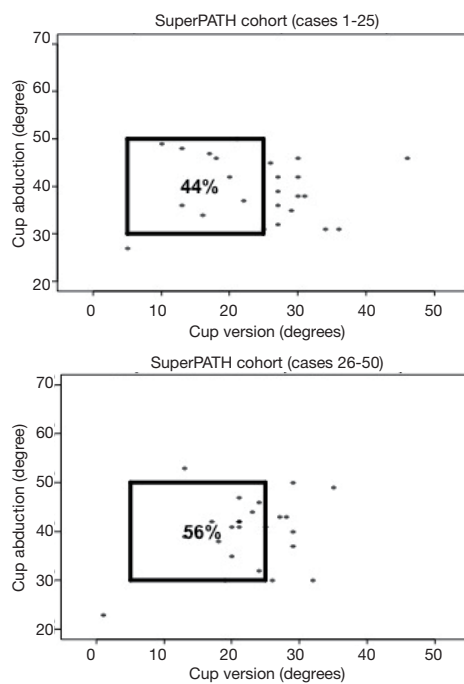 SuperPATH cohort (cases 1-25)
70
60
50
40
30
20
Cup abduction (degree)
44%
0 10 20 30 40 50
Cup version (degrees)
SuperPATH cohort (cases 26-50)
70
60
50
40
30
20
Cup abduction (degree)
56%
0 10 20 30 40 50
Cup version (degrees)